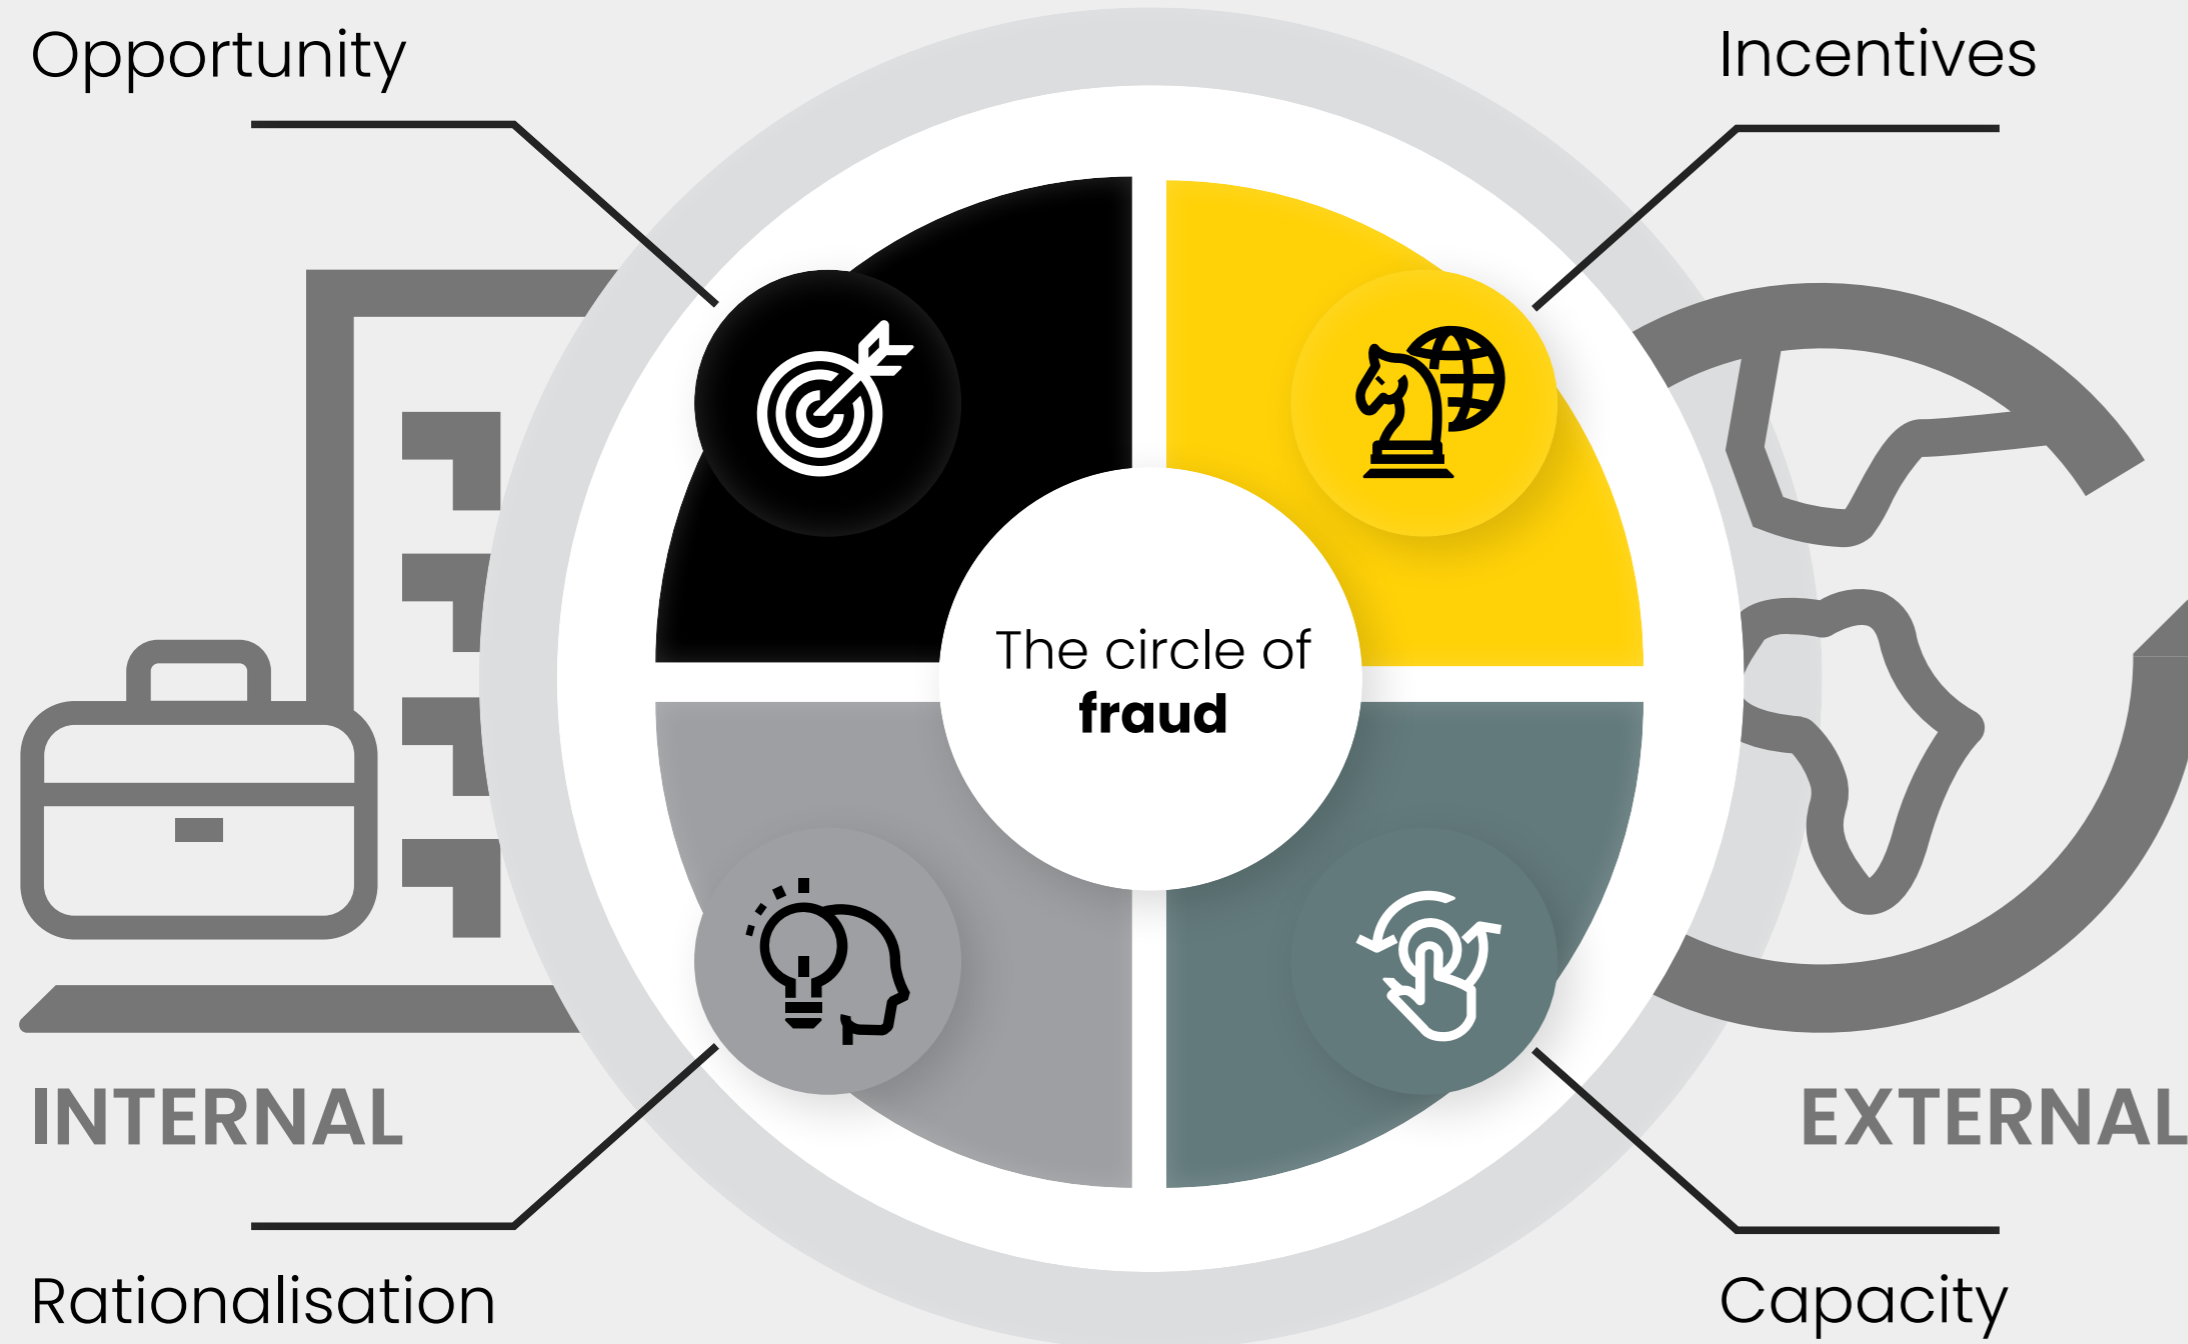 Opportunity
Incentives
The circle of
fraud
INTERNAL
EXTERNAL
Rationalisation
Capacity